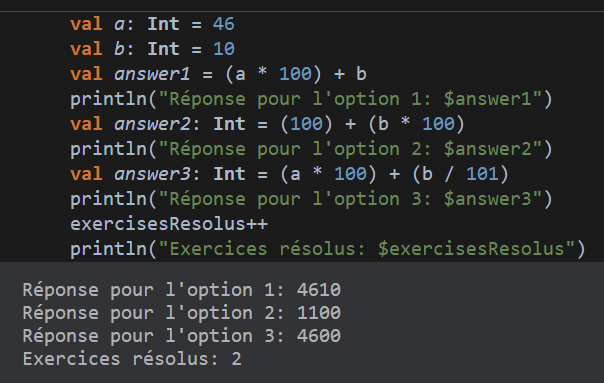 val a: Int = 46
val b: Int = 10
val answer1 = (a * 100) + b
println("Réponse pour l'option 1: $answer1")
val answer2: Int = (100) + (b * 100)
println("Réponse pour l'option 2: $answer2")
val answer3: Int = (a * 100) + (b / 101)
println("Réponse pour l'option 3: $answer3")
exercisesResolus++
println("Exercices résolus: $exercisesResolus")
Réponse pour l'option 1: 4610
Réponse pour l'option 2: 1100
Réponse pour l'option 3: 4600
Exercices résolus: 2